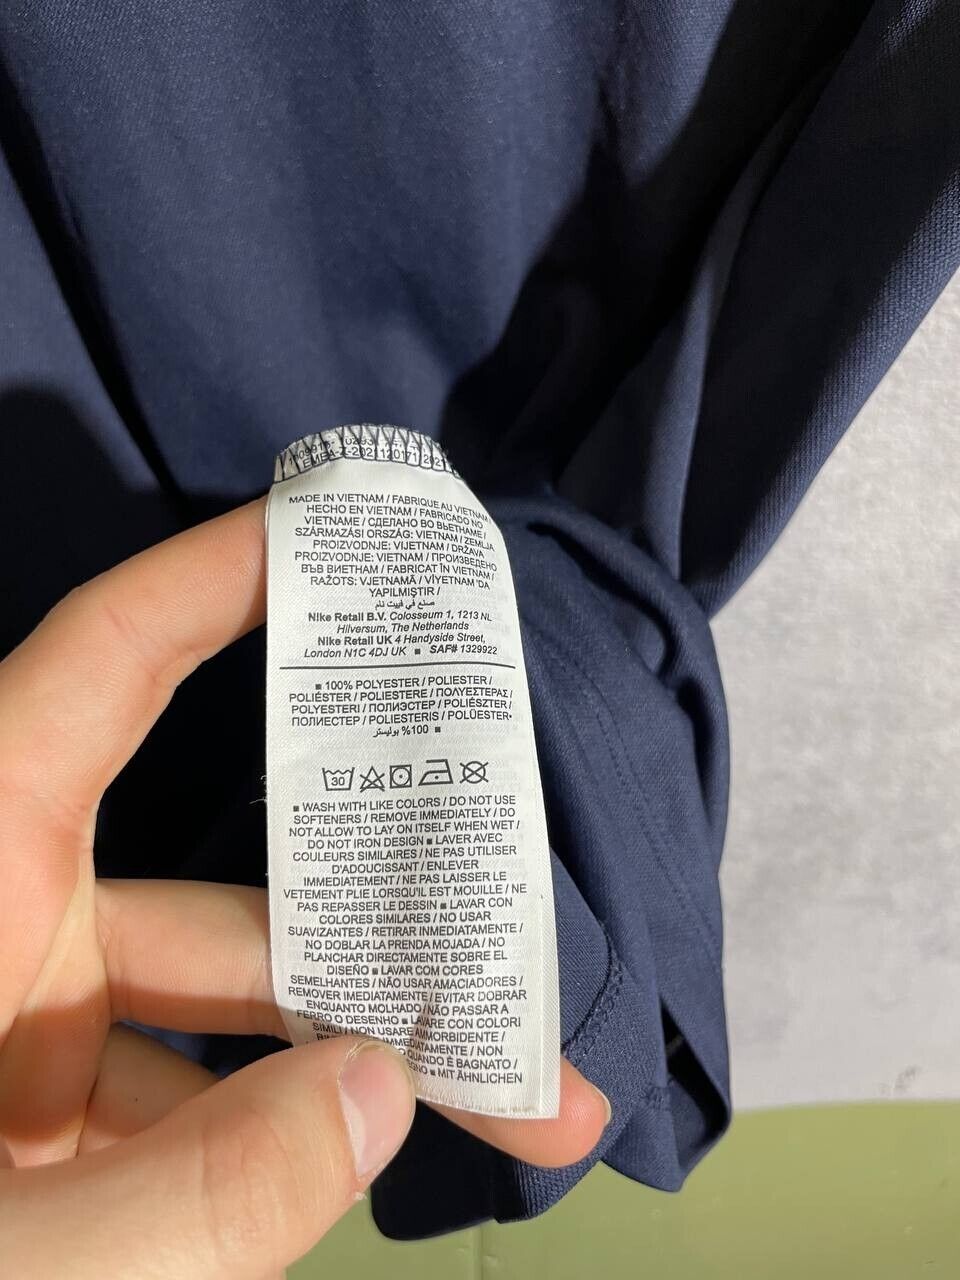 EMEA-A-2021120171
MADE IN VIETNAM / FABRIQUE AU VIETNAM
HECHO EN VIETNAM / FABRICADO NO
VIETNAME / СДЕЛАНО ВО ВЬЕТНАМЕ /
SZÁRMAZÁSI ORSZÁG: VIETNAM / ZEMLJA
PROIZVODNJE: VIJETNAM / DRŽAVA
PROIZVODNJE: VIETNAM / ПРОИЗВЕДЕНО
ВЪВ ВИЕТНАМ / FABRICAT ÎN VIETNAM /
RAŽOTS: VJETNAMĀ / VİYETNAM 'DA
YAPILMIŞTIR /
صنع في فييت نام
Nike Retail B.V. Colosseum 1, 1213 NL
Hilversum, The Netherlands
Nike Retail UK 4 Handyside Street,
London N1C 4DJ UK ■ SAF# 1329922
■ 100% POLYESTER / POLIESTER /
POLIÉSTER / POLIESTERE / ΠΟΛΥΕΣΤΕΡΑΣ /
POLYESTERI / ПОЛИЭСТЕР / POLIÉSZTER /
ПОЛИЕСТЕР / POLIESTERIS / POLÜESTER•
100% بوليستر ■
30
■ WASH WITH LIKE COLORS / DO NOT USE
SOFTENERS / REMOVE IMMEDIATELY / DO
NOT ALLOW TO LAY ON ITSELF WHEN WET /
DO NOT IRON DESIGN ■ LAVER AVEC
COULEURS SIMILAIRES / NE PAS UTILISER
D'ADOUCISSANT / ENLEVER
IMMEDIATEMENT / NE PAS LAISSER LE
VETEMENT PLIE LORSQU'IL EST MOUILLE / NE
PAS REPASSER LE DESSIN ■ LAVAR CON
COLORES SIMILARES / NO USAR
SUAVIZANTES / RETIRAR INMEDIATAMENTE /
NO DOBLAR LA PRENDA MOJADA / NO
PLANCHAR DIRECTAMENTE SOBRE EL
DISEÑO ■ LAVAR COM CORES
SEMELHANTES / NÃO USAR AMACIADORES /
REMOVER IMEDIATAMENTE / EVITAR DOBRAR
ENQUANTO MOLHADO / NÃO PASSAR A
FERRO O DESENHO ■ LAVARE CON COLORI
SIMILI / NON USARE AMMORBIDENTE /
IMMEDIATAMENTE / NON
QUANDO È BAGNATO /
■ MIT ÄHNLICHEN